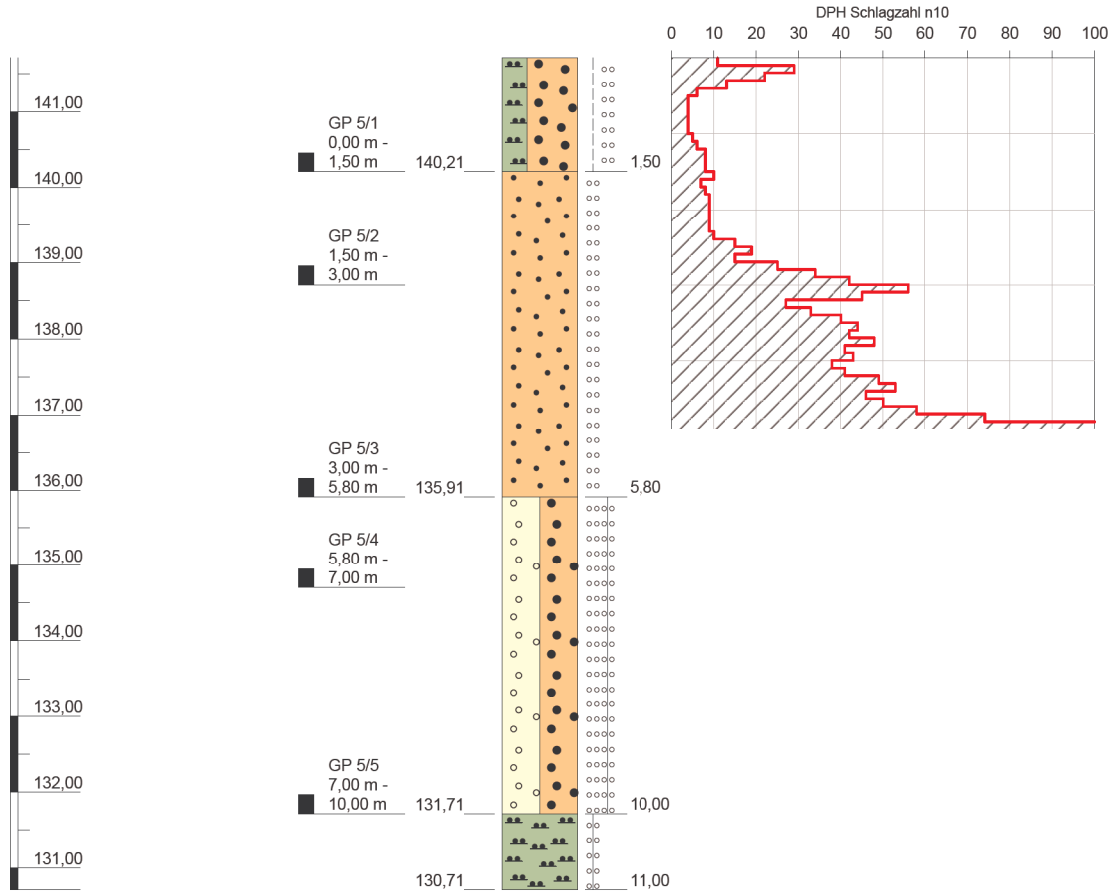 DPH Schlagzahl n10
0 10 20 30 40 50 60 70 80 90 100
141,00
GP 5/1
0,00 m -
1,50 m
140,21
1,50
140,00
GP 5/2
1,50 m -
3,00 m
139,00
138,00
137,00
GP 5/3
3,00 m -
5,80 m
135,91
5,80
136,00
GP 5/4
5,80 m -
7,00 m
135,00
134,00
133,00
132,00
GP 5/5
7,00 m -
10,00 m
131,71
10,00
131,00
130,71
11,00